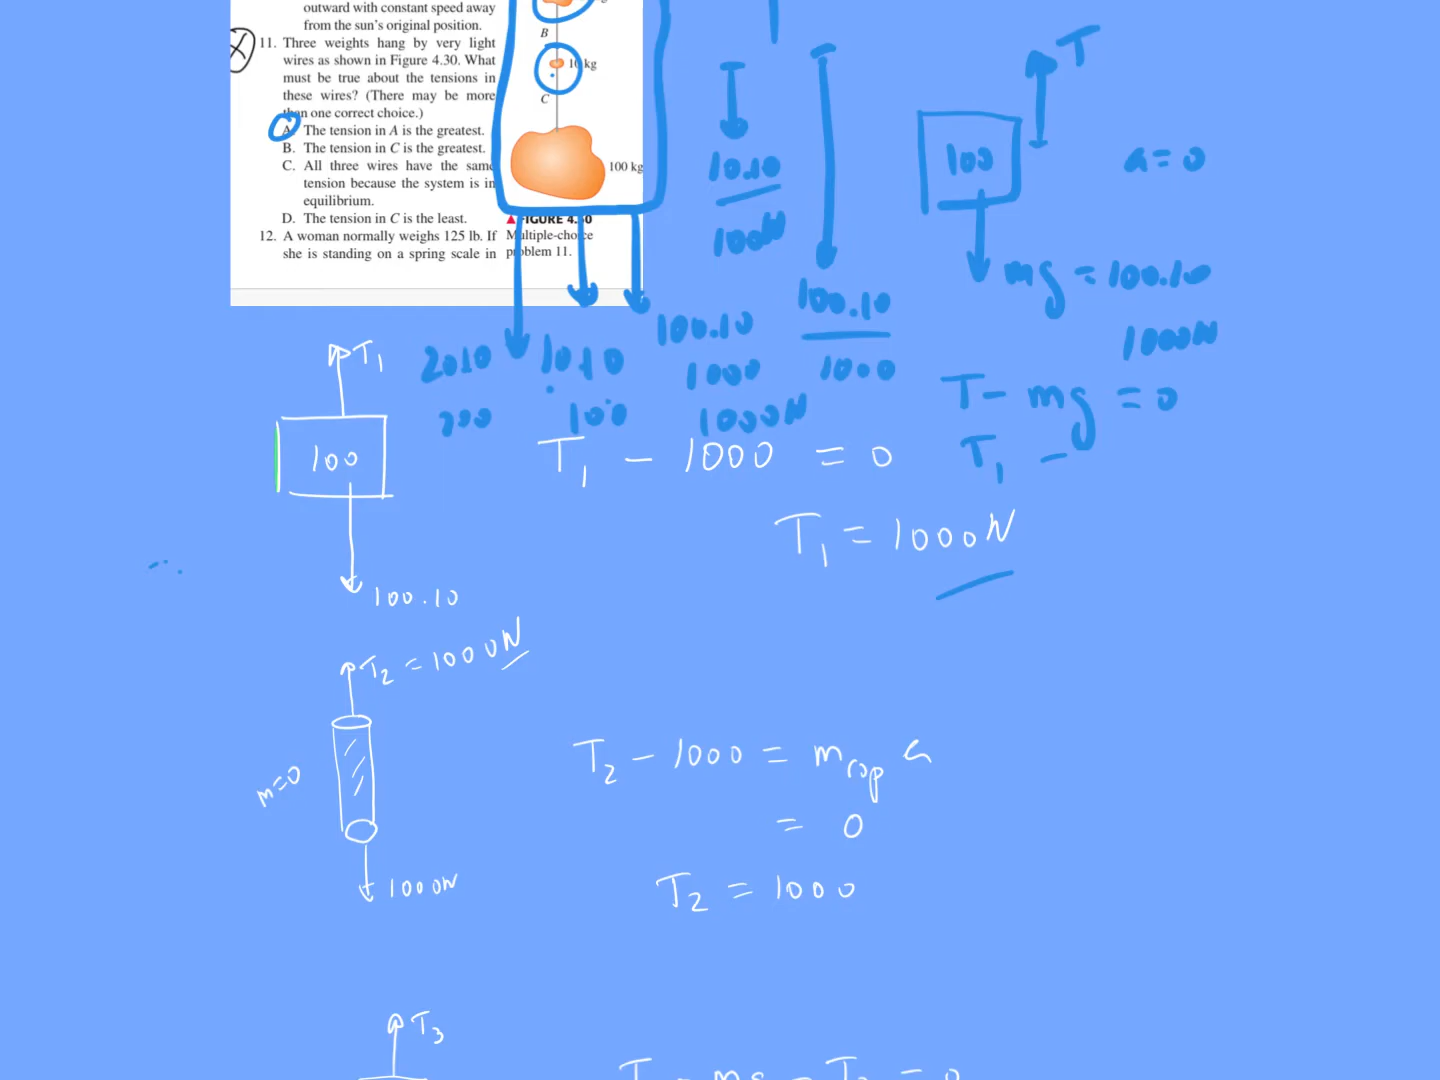 outward with constant speed away
from the sun's original position.
11. Three weights hang by very light
wires as shown in Figure 4.30. What
must be true about the tensions in
these wires? (There may be more
than one correct choice.)
A. The tension in A is the greatest.
B. The tension in C is the greatest.
C. All three wires have the same
tension because the system is in
equilibrium.
D. The tension in C is the least.
12. A woman normally weighs 125 lb. If
she is standing on a spring scale in
B
10 kg
C
100 kg
▲ FIGURE 4.30
Multiple-choice
problem 11.
10.10
100N
100.10
1000
T
100
a=0
mg = 100.10
1000N
T - mg = 0
T₁ -
20.10
200
10.10
100
100.10
1000
1000N
T₁
100
100.10
T₁ - 1000 = 0
T₁ = 1000N
T₂ = 1000N
m=0
1000N
T₂ - 1000 = m rop a
= 0
T₂ = 1000
T₃